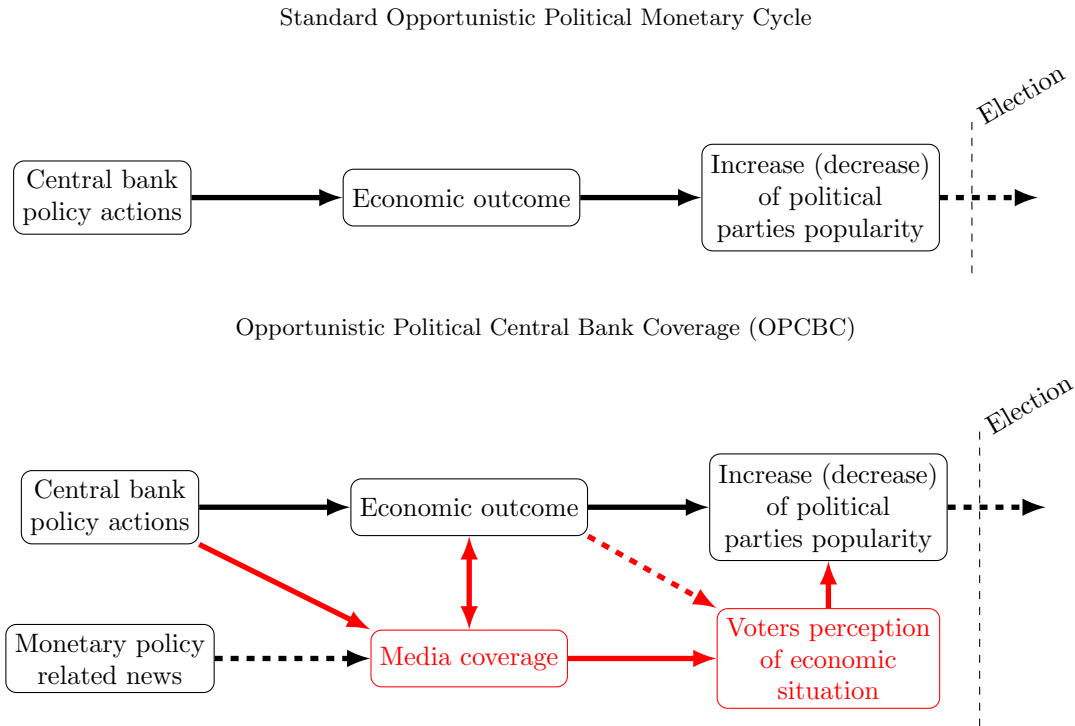 Standard Opportunistic Political Monetary Cycle
Election
Central bank
policy actions
Economic outcome
Increase (decrease)
of political
parties popularity
Opportunistic Political Central Bank Coverage (OPCBC)
Election
Central bank
policy actions
Economic outcome
Increase (decrease)
of political
parties popularity
Monetary policy
related news
Media coverage
Voters perception
of economic
situation